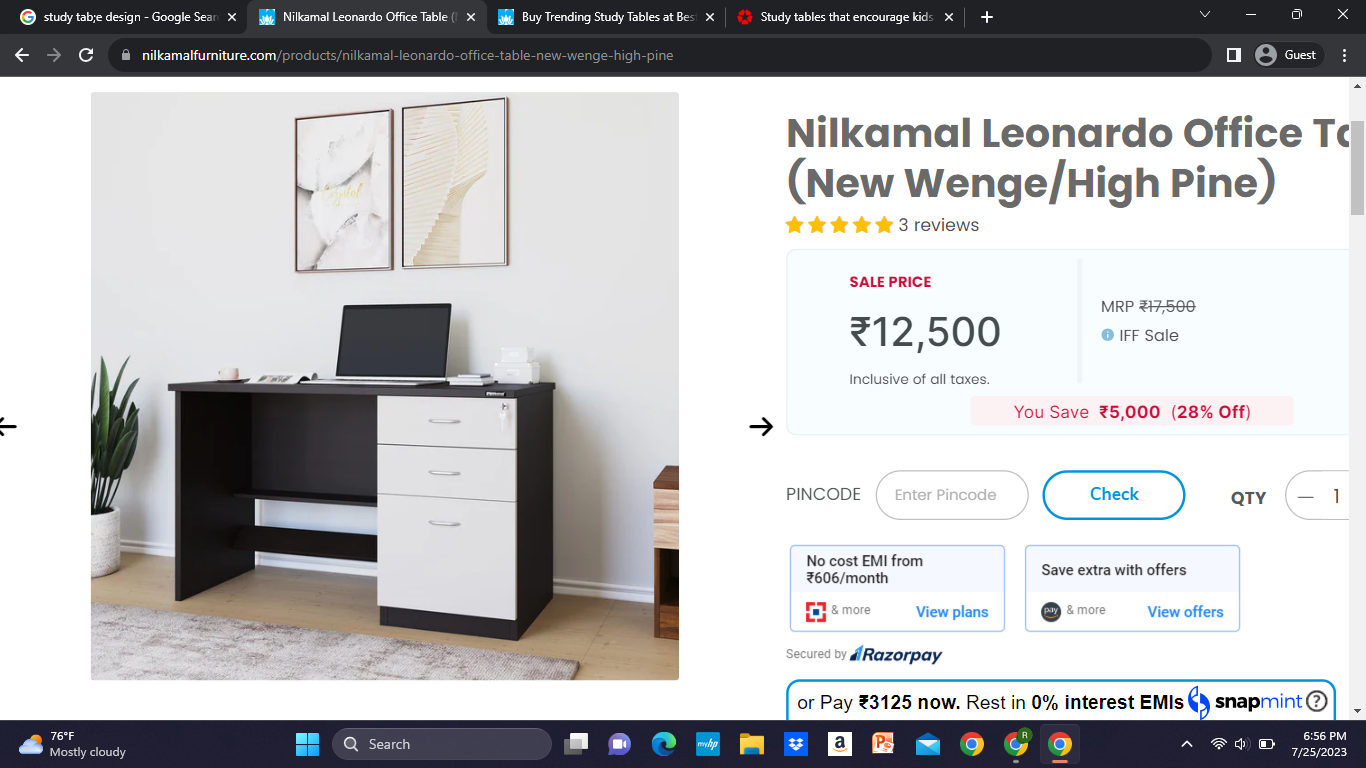 study tab;e design - Google Sear
Nilkamal Leonardo Office Table (
Buy Trending Study Tables at Bes
Study tables that encourage kids
nilkamalfurniture.com/products/nilkamal-leonardo-office-table-new-wenge-high-pine
Guest
Crystal
Nilkamal Leonardo Office Ta
(New Wenge/High Pine)
3 reviews
SALE PRICE
₹12,500
Inclusive of all taxes.
MRP ₹17,500
IFF Sale
You Save ₹5,000 (28% Off)
PINCODE
Enter Pincode
Check
QTY
— 1
No cost EMI from
₹606/month
& more
View plans
Save extra with offers
pay
& more
View offers
Secured by Razorpay
or Pay ₹3125 now. Rest in 0% interest EMIs snapmint ?
76°F
Mostly cloudy
Search
myhp
a
P
R
6:56 PM
7/25/2023